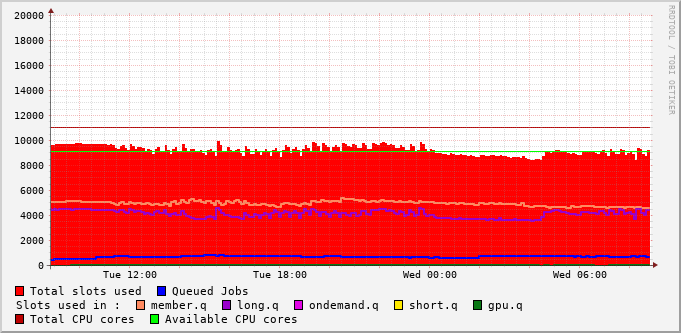 20000
18000
16000
14000
12000
10000
8000
6000
4000
2000
0
Tue 12:00 Tue 18:00 Wed 00:00 Wed 06:00
Total slots used Queued Jobs
Slots used in : member.q long.q ondemand.q short.q gpu.q
Total CPU cores Available CPU cores
RRDTOOL / TOBI OETIKER